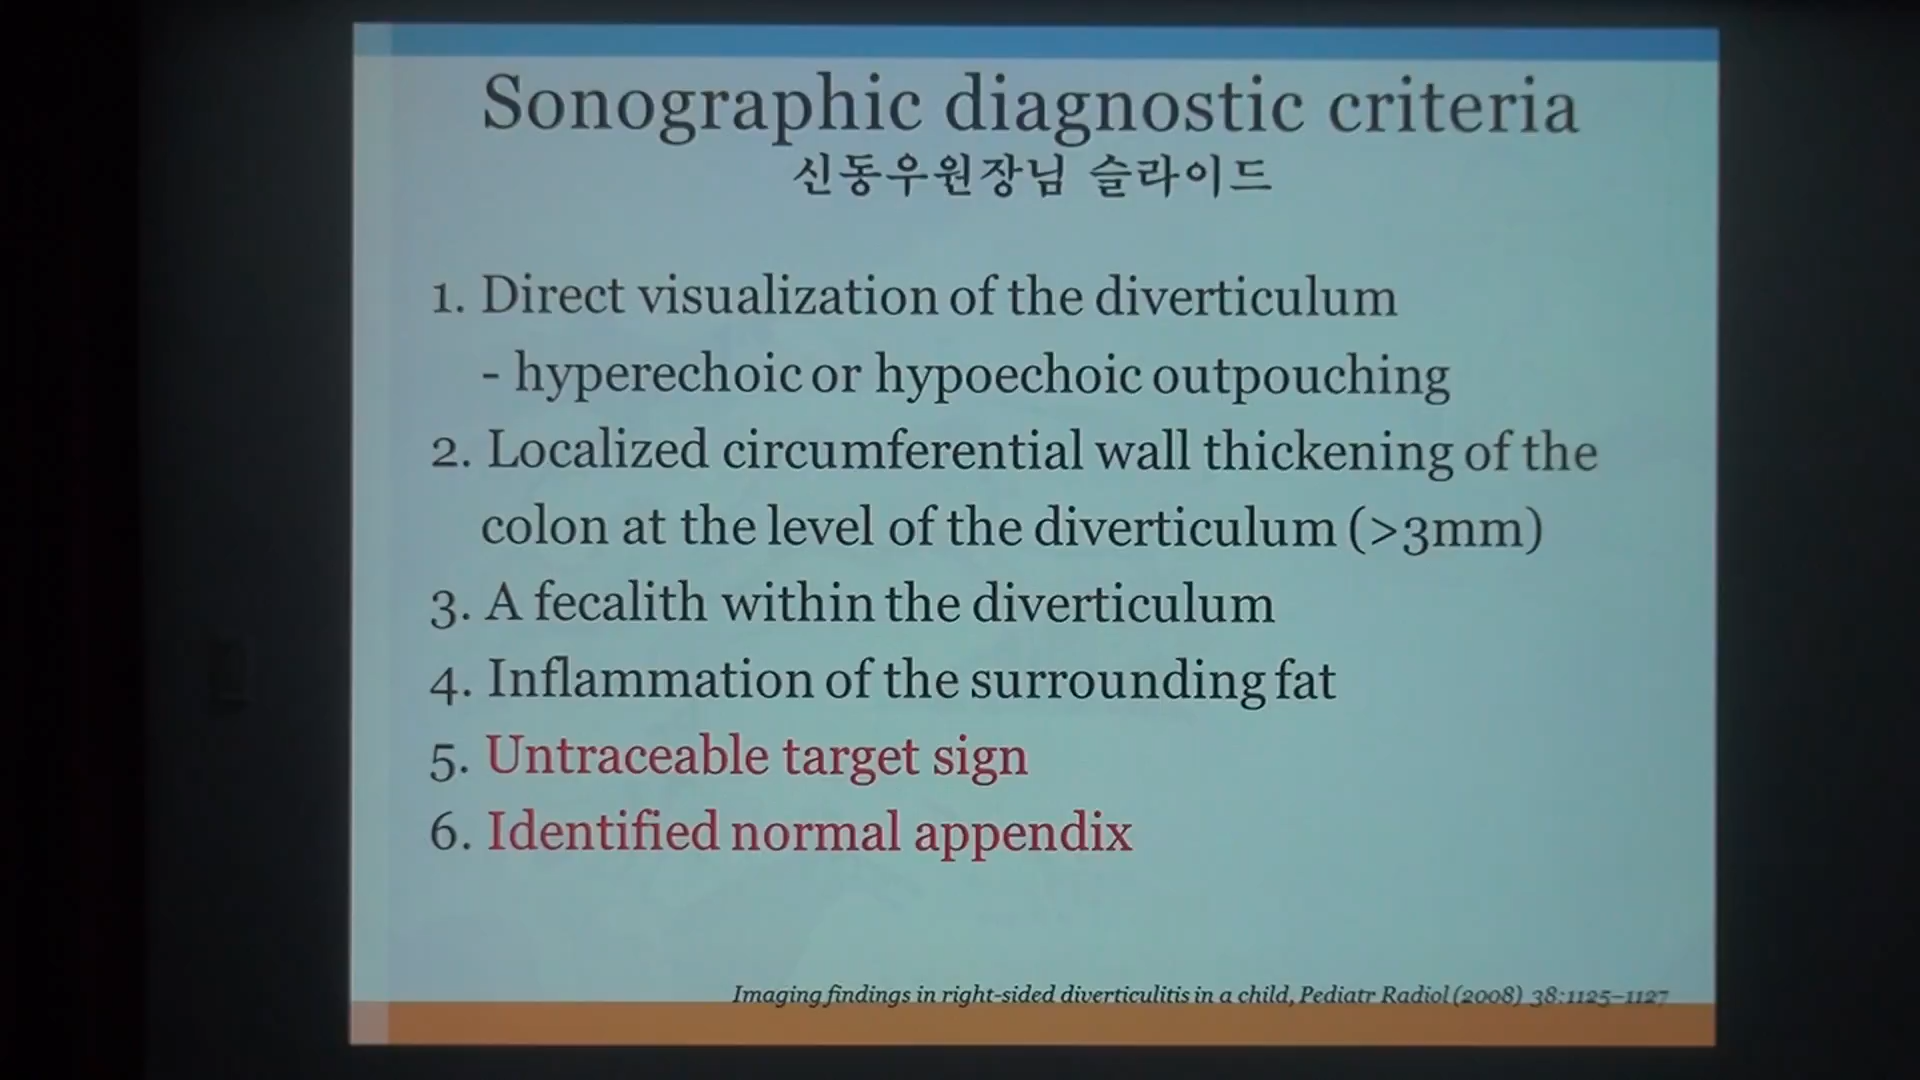 Sonographic diagnostic criteria
신동우원장님 슬라이드
1. Direct visualization of the diverticulum
- hyperechoic or hypoechoic outpouching
2. Localized circumferential wall thickening of the
colon at the level of the diverticulum (>3mm)
3. A fecalith within the diverticulum
4. Inflammation of the surrounding fat
5. Untraceable target sign
6. Identified normal appendix
Imaging findings in right-sided diverticulitis in a child, Pediatr Radiol (2008) 38:1125–1127